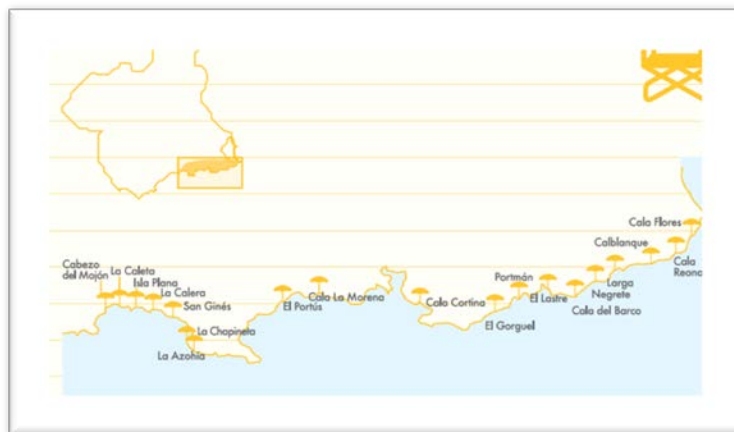 Cala Flores
Calblanque
Cala
Reona
Cabezo
del Mojón
La Caleta
Isla Plana
La Calera
San Ginés
La Chapineta
La Azohía
El Portús
Cala La Morena
Cala Cortina
El Gorguel
Portmán
El Lastre
Cala del Barco
Negrete
Larga